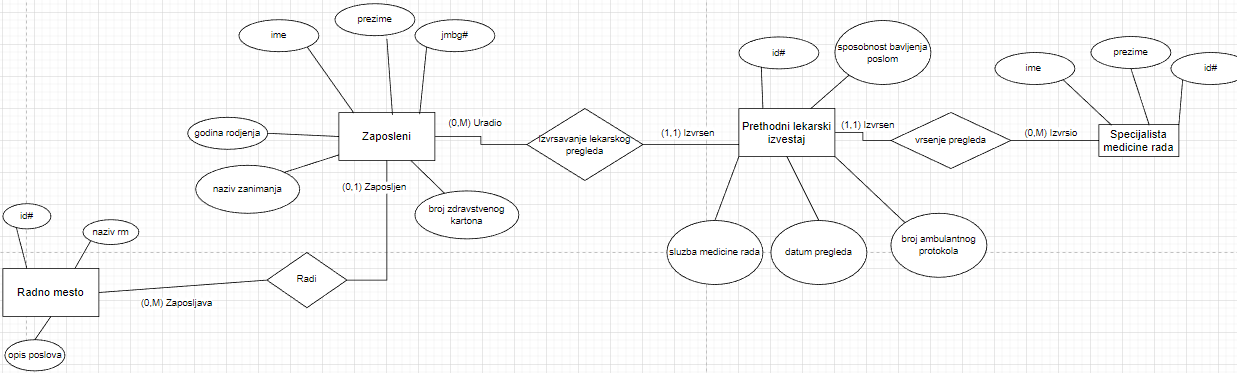 ime
prezime
jmbg#
godina rodjenja
Zaposleni
naziv zanimanja
broj zdravstvenog
kartona
(0,M) Uradio
Izvrsavanje lekarskog
pregleda
(1,1) Izvrsen
id#
sposobnost bavljenja
poslom
Prethodni lekarski
izvestaj
(1,1) Izvrsen
vrsenje pregleda
(0,M) Izvrsio
ime
prezime
id#
Specijalista
medicine rada
sluzba medicine rada
datum pregleda
broj ambulantnog
protokola
(0,1) Zaposljen
Radi
(0,M) Zaposljava
id#
naziv rm
Radno mesto
opis poslova